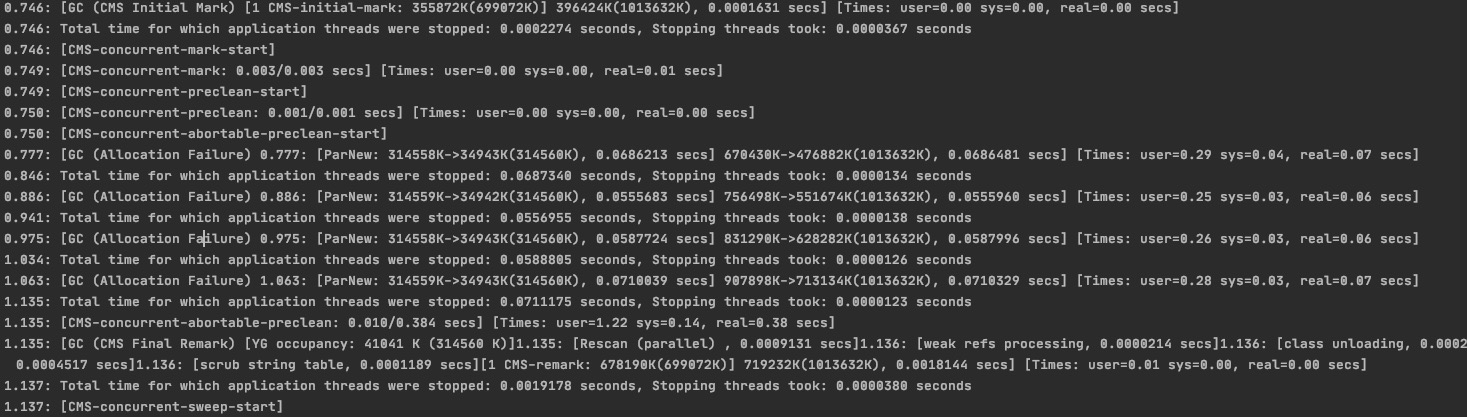 0.746: [GC (CMS Initial Mark) [1 CMS-initial-mark: 355872K(699072K)] 396424K(1013632K), 0.0001631 secs] [Times: user=0.00 sys=0.00, real=0.00 secs]
0.746: Total time for which application threads were stopped: 0.0002274 seconds, Stopping threads took: 0.0000367 seconds
0.746: [CMS-concurrent-mark-start]
0.749: [CMS-concurrent-mark: 0.003/0.003 secs] [Times: user=0.00 sys=0.00, real=0.01 secs]
0.749: [CMS-concurrent-preclean-start]
0.750: [CMS-concurrent-preclean: 0.001/0.001 secs] [Times: user=0.00 sys=0.00, real=0.00 secs]
0.750: [CMS-concurrent-abortable-preclean-start]
0.777: [GC (Allocation Failure) 0.777: [ParNew: 314558K->34943K(314560K), 0.0686213 secs] 670430K->476882K(1013632K), 0.0686481 secs] [Times: user=0.29 sys=0.04, real=0.07 secs]
0.846: Total time for which application threads were stopped: 0.0687340 seconds, Stopping threads took: 0.0000134 seconds
0.886: [GC (Allocation Failure) 0.886: [ParNew: 314559K->34942K(314560K), 0.0555683 secs] 756498K->551674K(1013632K), 0.0555960 secs] [Times: user=0.25 sys=0.03, real=0.06 secs]
0.941: Total time for which application threads were stopped: 0.0556955 seconds, Stopping threads took: 0.0000138 seconds
0.975: [GC (Allocation Failure) 0.975: [ParNew: 314558K->34943K(314560K), 0.0587724 secs] 831290K->628282K(1013632K), 0.0587996 secs] [Times: user=0.26 sys=0.03, real=0.06 secs]
1.034: Total time for which application threads were stopped: 0.0588805 seconds, Stopping threads took: 0.0000126 seconds
1.063: [GC (Allocation Failure) 1.063: [ParNew: 314559K->34943K(314560K), 0.0710039 secs] 907898K->713134K(1013632K), 0.0710329 secs] [Times: user=0.28 sys=0.03, real=0.07 secs]
1.135: Total time for which application threads were stopped: 0.0711175 seconds, Stopping threads took: 0.0000123 seconds
1.135: [CMS-concurrent-abortable-preclean: 0.010/0.384 secs] [Times: user=1.22 sys=0.14, real=0.38 secs]
1.135: [GC (CMS Final Remark) [YG occupancy: 41041 K (314560 K)]1.135: [Rescan (parallel) , 0.0009131 secs]1.136: [weak refs processing, 0.0000214 secs]1.136: [class unloading, 0.0002
0.0004517 secs]1.136: [scrub string table, 0.0001189 secs][1 CMS-remark: 678190K(699072K)] 719232K(1013632K), 0.0018144 secs] [Times: user=0.01 sys=0.00, real=0.00 secs]
1.137: Total time for which application threads were stopped: 0.0019178 seconds, Stopping threads took: 0.0000380 seconds
1.137: [CMS-concurrent-sweep-start]